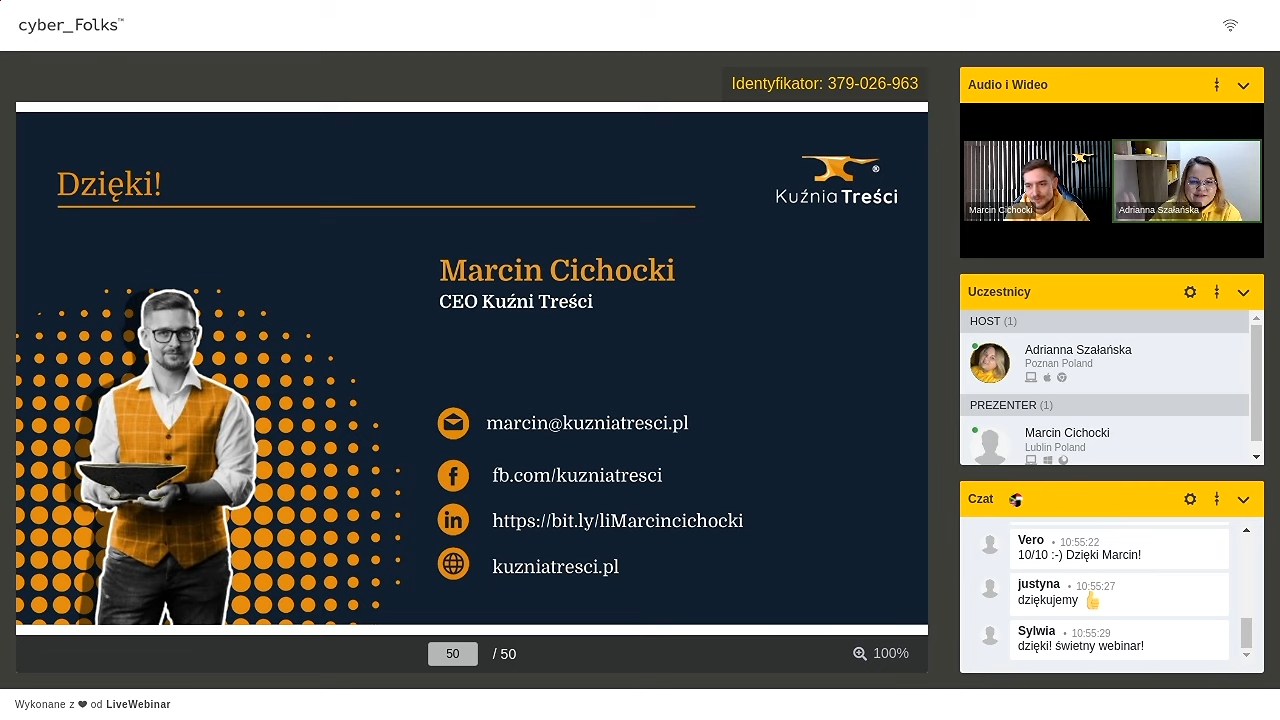 cyber_Folks™
Identyfikator: 379-026-963
Dzięki!
Kuźnia Treści ®
Marcin Cichocki
CEO Kuźni Treści
marcin@kuzniatresci.pl
fb.com/kuzniatresci
https://bit.ly/liMarcincichocki
kuzniatresci.pl
50 / 50
100%
Audio i Wideo
Marcin Cichocki
Adrianna Szałańska
Uczestnicy
HOST (1)
Adrianna Szałańska
Poznan Poland
PREZENTER (1)
Marcin Cichocki
Lublin Poland
Czat
Vero • 10:55:22
10/10 :-) Dzięki Marcin!
justyna • 10:55:27
dziękujemy 👍
Sylwia • 10:55:29
dzięki! świetny webinar!
Wykonane z ❤ od LiveWebinar